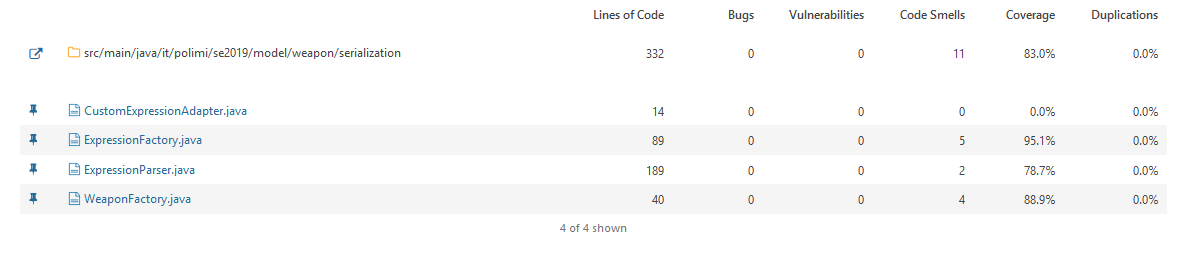 Lines of Code Bugs Vulnerabilities Code Smells Coverage Duplications
src/main/java/it/polimi/se2019/model/weapon/serialization 332 0 0 11 83.0% 0.0%
CustomExpressionAdapter.java 14 0 0 0 0.0% 0.0%
ExpressionFactory.java 89 0 0 5 95.1% 0.0%
ExpressionParser.java 189 0 0 2 78.7% 0.0%
WeaponFactory.java 40 0 0 4 88.9% 0.0%
4 of 4 shown